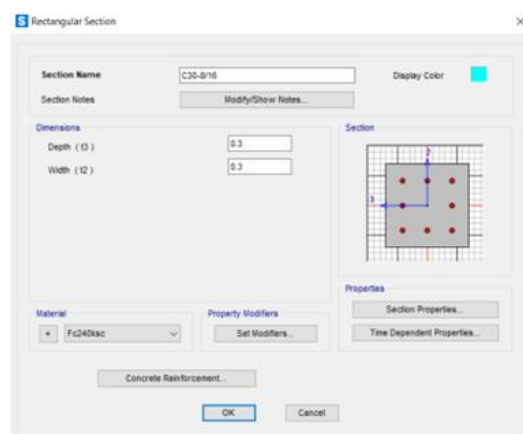 S Rectangular Section
Section Name C30-8/16 Display Color
Section Notes Modify/Show Notes...
Dimensions Section
Depth ( t3 ) 0.3
Width ( t2 ) 0.3
2
3
Properties
Material Property Modifiers Section Properties...
+ Fc240ksc Set Modifiers... Time Dependent Properties...
Concrete Reinforcement...
OK Cancel